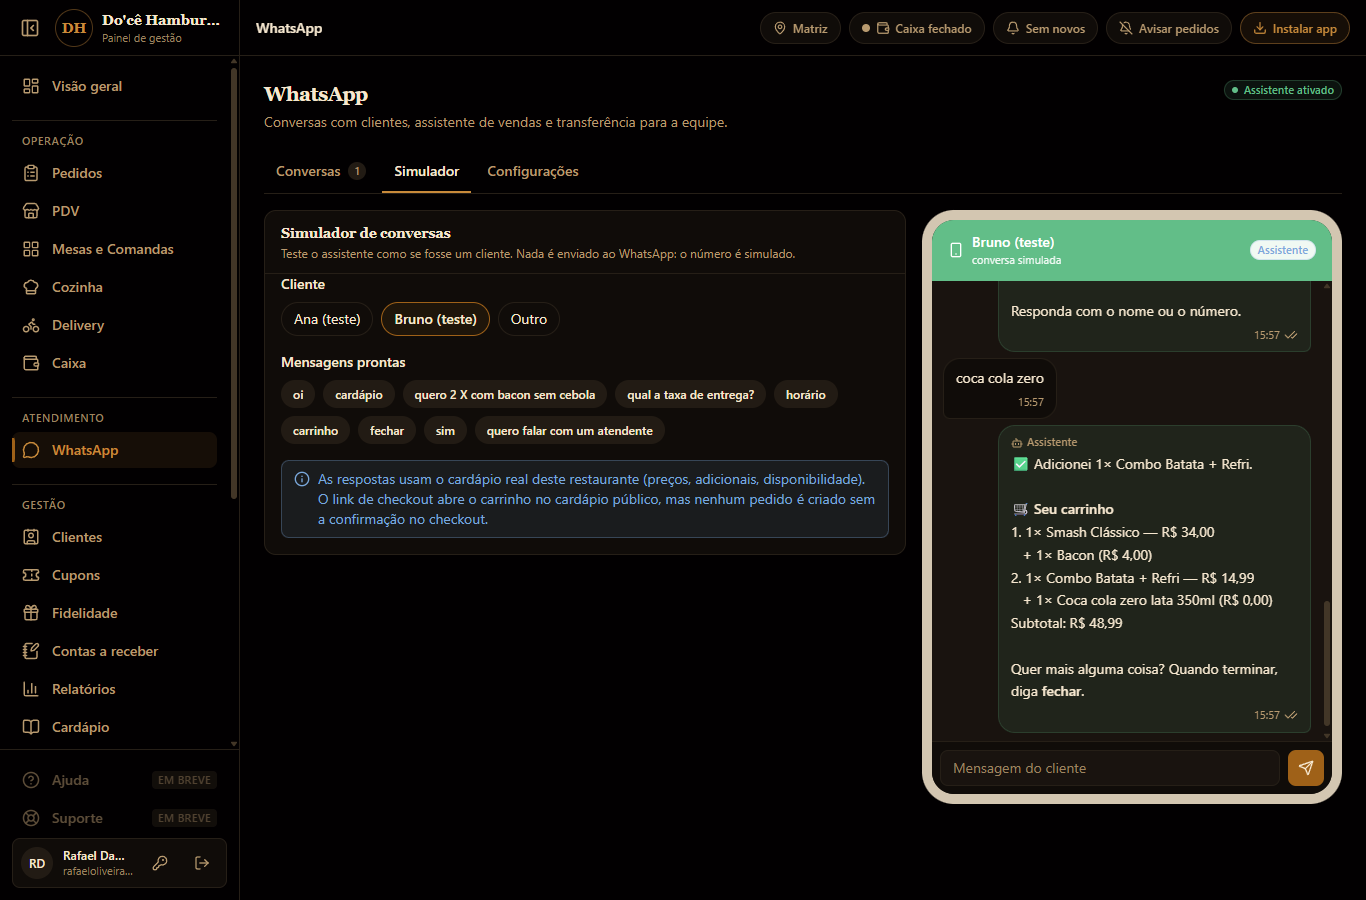 DH
Do'cê Hambur...
Painel de gestão
WhatsApp
Matriz
Caixa fechado
Sem novos
Avisar pedidos
Instalar app
Visão geral
OPERAÇÃO
Pedidos
PDV
Mesas e Comandas
Cozinha
Delivery
Caixa
ATENDIMENTO
WhatsApp
GESTÃO
Clientes
Cupons
Fidelidade
Contas a receber
Relatórios
Cardápio
Ajuda EM BREVE
Suporte EM BREVE
RD
Rafael Da...
rafaeloliveira...
WhatsApp
Assistente ativado
Conversas com clientes, assistente de vendas e transferência para a equipe.
Conversas 1
Simulador
Configurações
Simulador de conversas
Teste o assistente como se fosse um cliente. Nada é enviado ao WhatsApp: o número é simulado.
Cliente
Ana (teste)
Bruno (teste)
Outro
Mensagens prontas
oi
cardápio
quero 2 X com bacon sem cebola
qual a taxa de entrega?
horário
carrinho
fechar
sim
quero falar com um atendente
As respostas usam o cardápio real deste restaurante (preços, adicionais, disponibilidade).
O link de checkout abre o carrinho no cardápio público, mas nenhum pedido é criado sem
a confirmação no checkout.
Bruno (teste)
conversa simulada
Assistente
Responda com o nome ou o número.
15:57
coca cola zero
15:57
Assistente
✅ Adicionei 1× Combo Batata + Refri.
🛒 Seu carrinho
1. 1× Smash Clássico — R$ 34,00
+ 1× Bacon (R$ 4,00)
2. 1× Combo Batata + Refri — R$ 14,99
+ 1× Coca cola zero lata 350ml (R$ 0,00)
Subtotal: R$ 48,99
Quer mais alguma coisa? Quando terminar,
diga fechar.
15:57
Mensagem do cliente